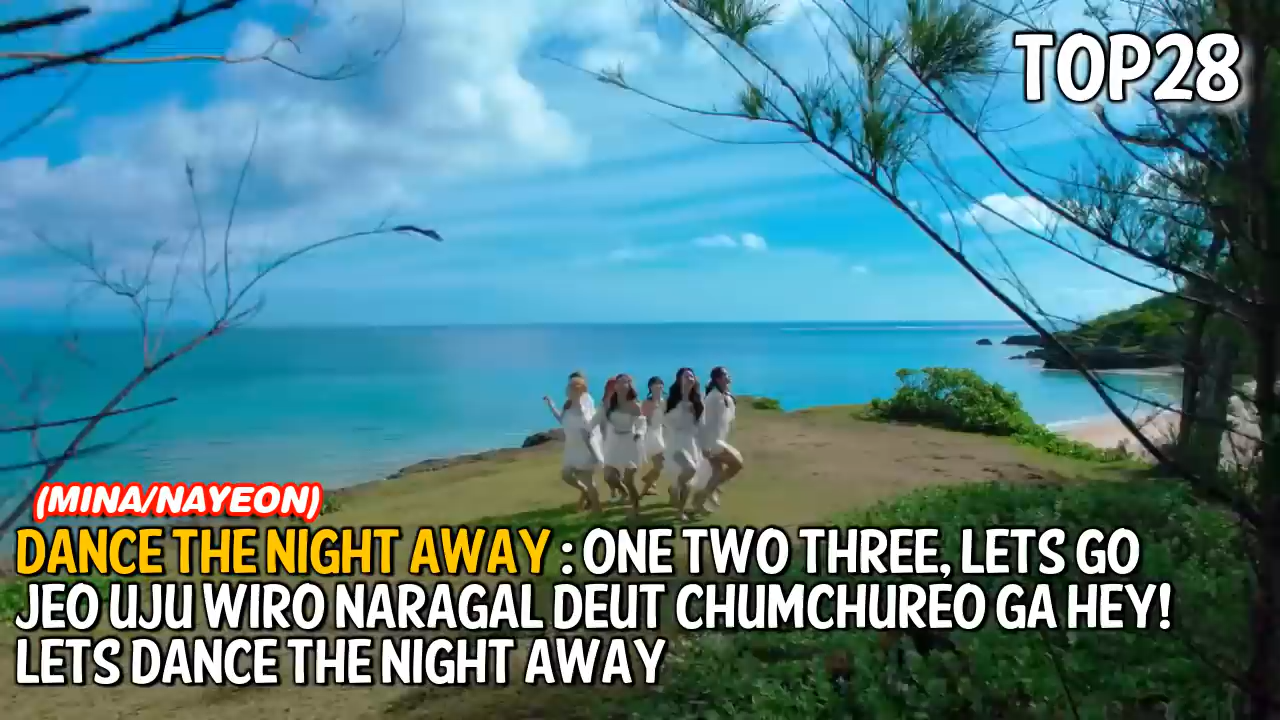 TOP28
(MINA/NAYEON)
DANCE THE NIGHT AWAY : ONE TWO THREE, LETS GO
JEO UJU WIRO NARAGAL DEUT CHUMCHUREO GA HEY!
LETS DANCE THE NIGHT AWAY